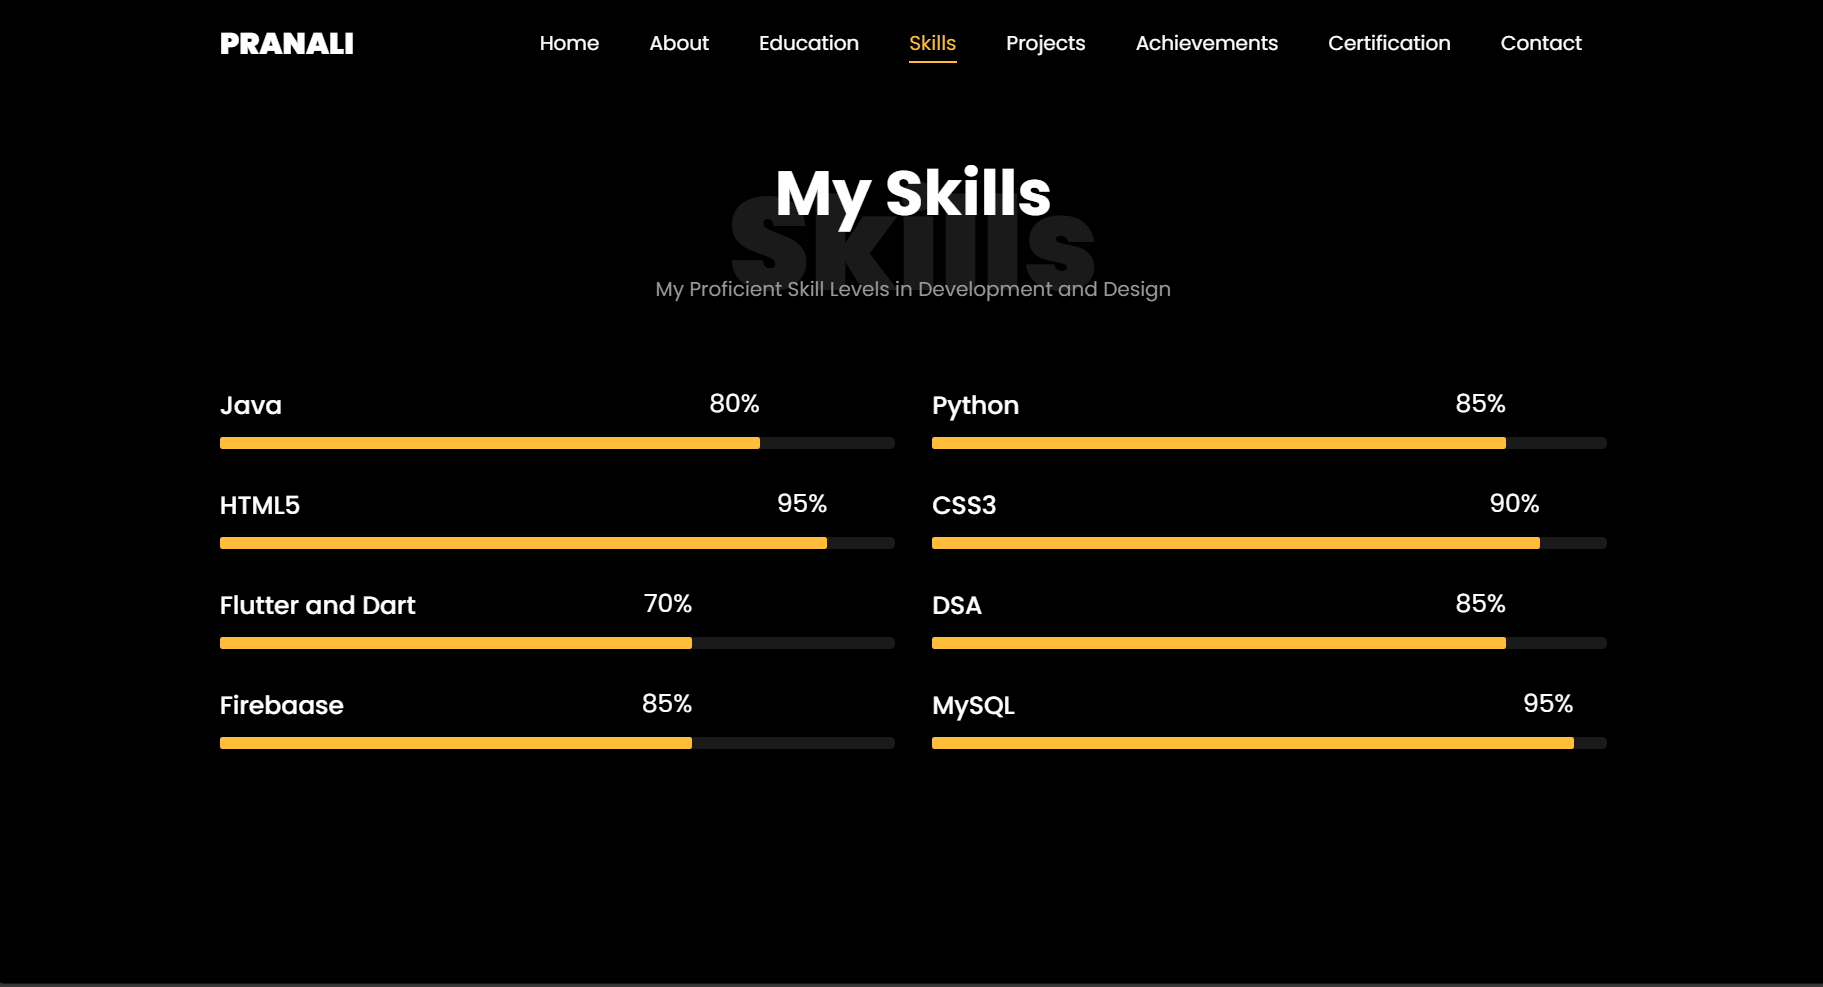 PRANALI Home About Education Skills Projects Achievements Certification Contact
Skills
My Skills
My Proficient Skill Levels in Development and Design
Java 80% Python 85%
HTML5 95% CSS3 90%
Flutter and Dart 70% DSA 85%
Firebaase 85% MySQL 95%